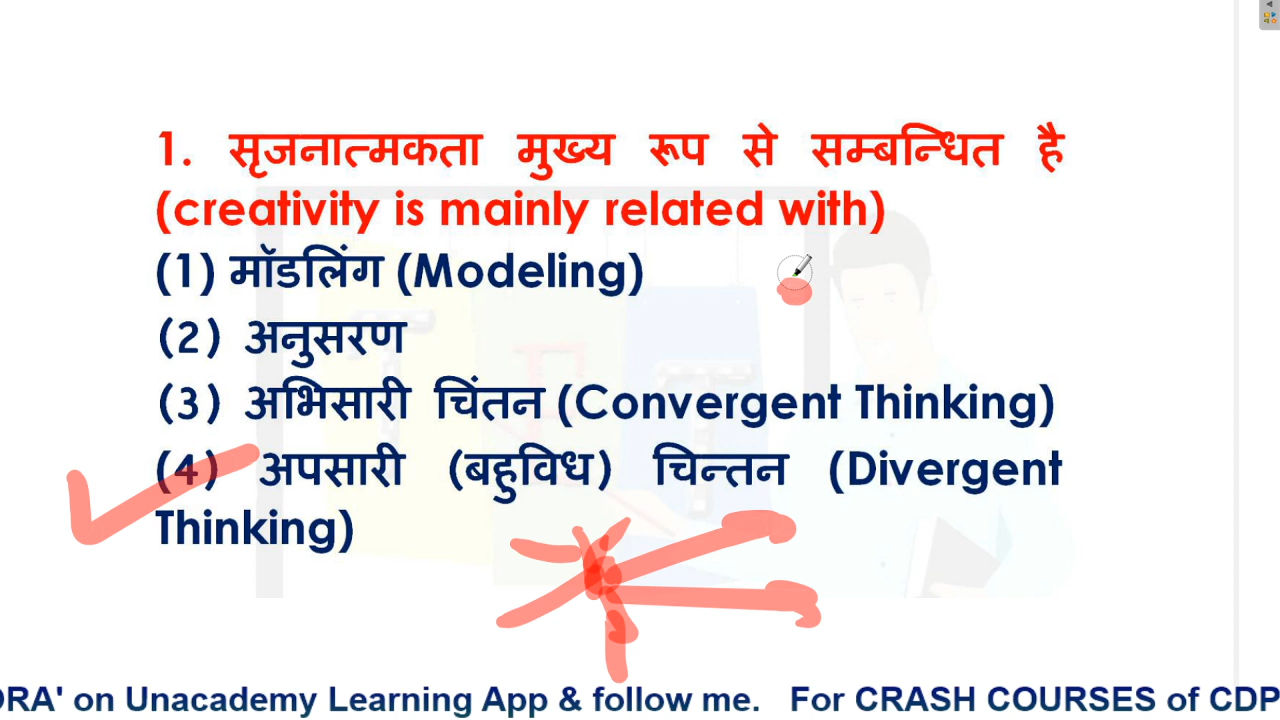 1. सृजनात्मकता मुख्य रूप से सम्बन्धित है
(creativity is mainly related with)
(1) मॉडलिंग (Modeling)
(2) अनुसरण
(3) अभिसारी चिंतन (Convergent Thinking)
(4) अपसारी (बहुविध) चिन्तन (Divergent
Thinking)
DRA' on Unacademy Learning App & follow me. For CRASH COURSES of CDP